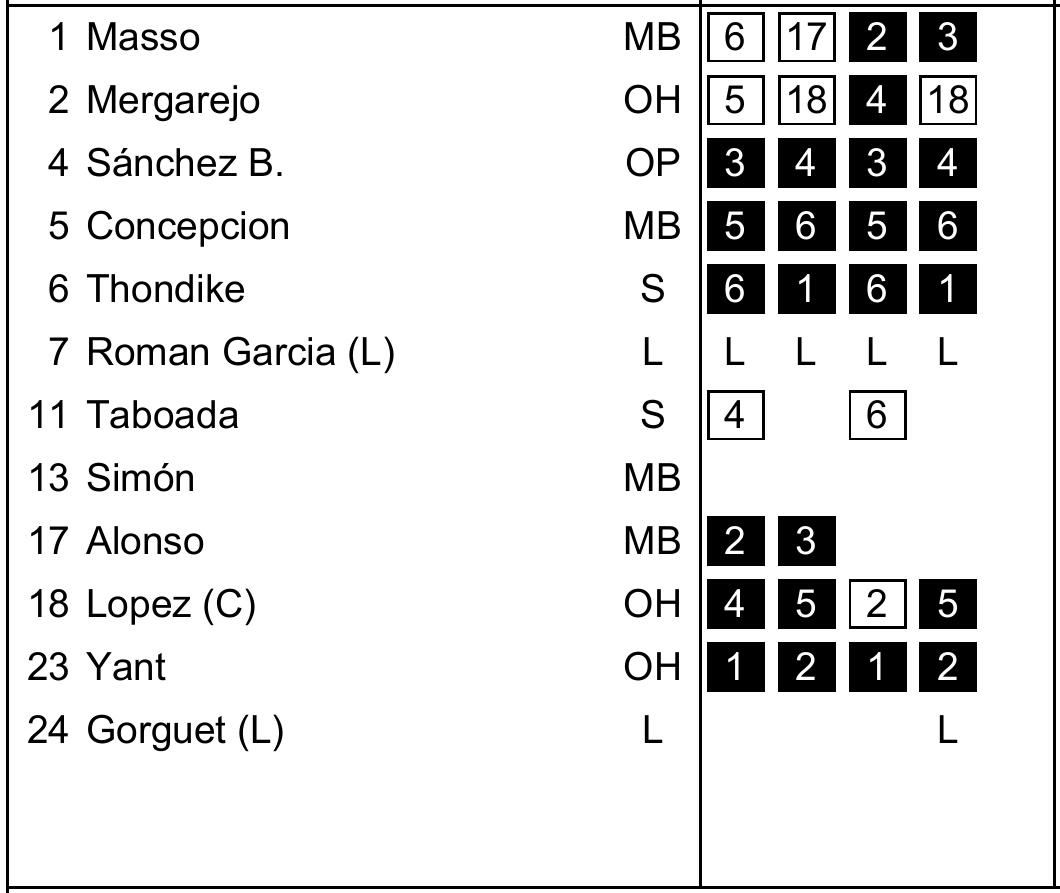 1 Masso MB 6 17 2 3
2 Mergarejo OH 5 18 4 18
4 Sánchez B. OP 3 4 3 4
5 Concepcion MB 5 6 5 6
6 Thondike S 6 1 6 1
7 Roman Garcia (L) L L L L L
11 Taboada S 4 6
13 Simón MB
17 Alonso MB 2 3
18 Lopez (C) OH 4 5 2 5
23 Yant OH 1 2 1 2
24 Gorguet (L) L L